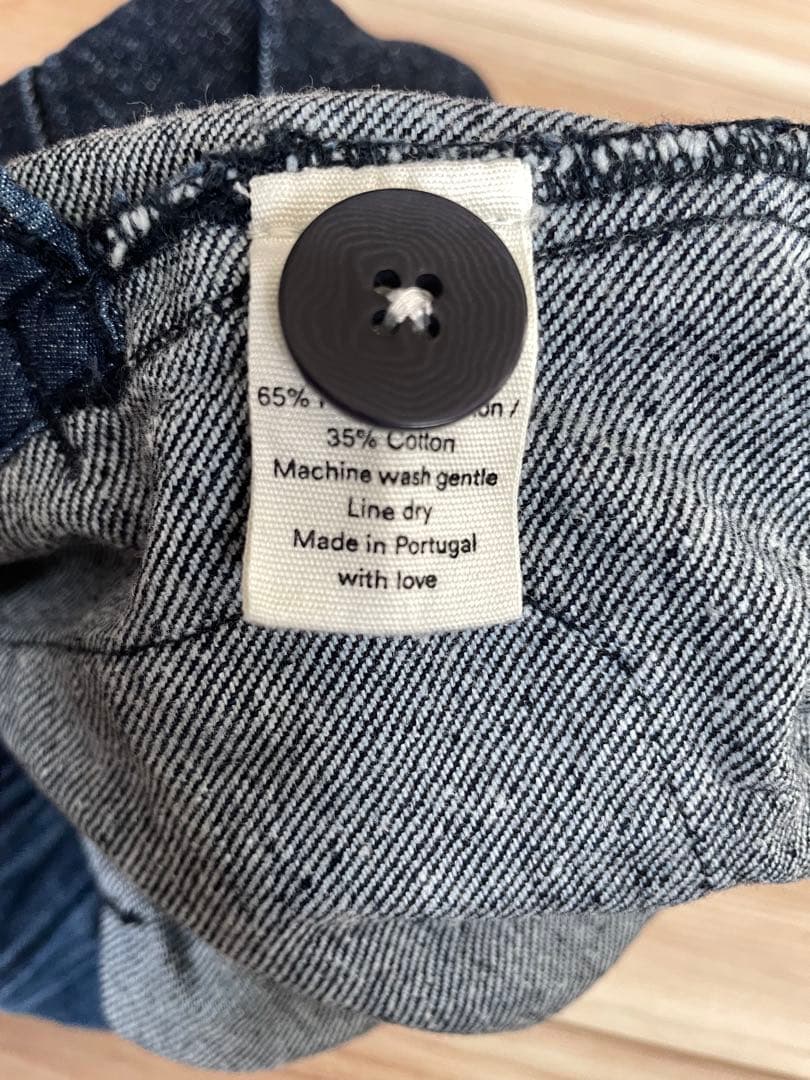 65% /
35% Cotton
Machine wash gentle
Line dry
Made in Portugal
with love